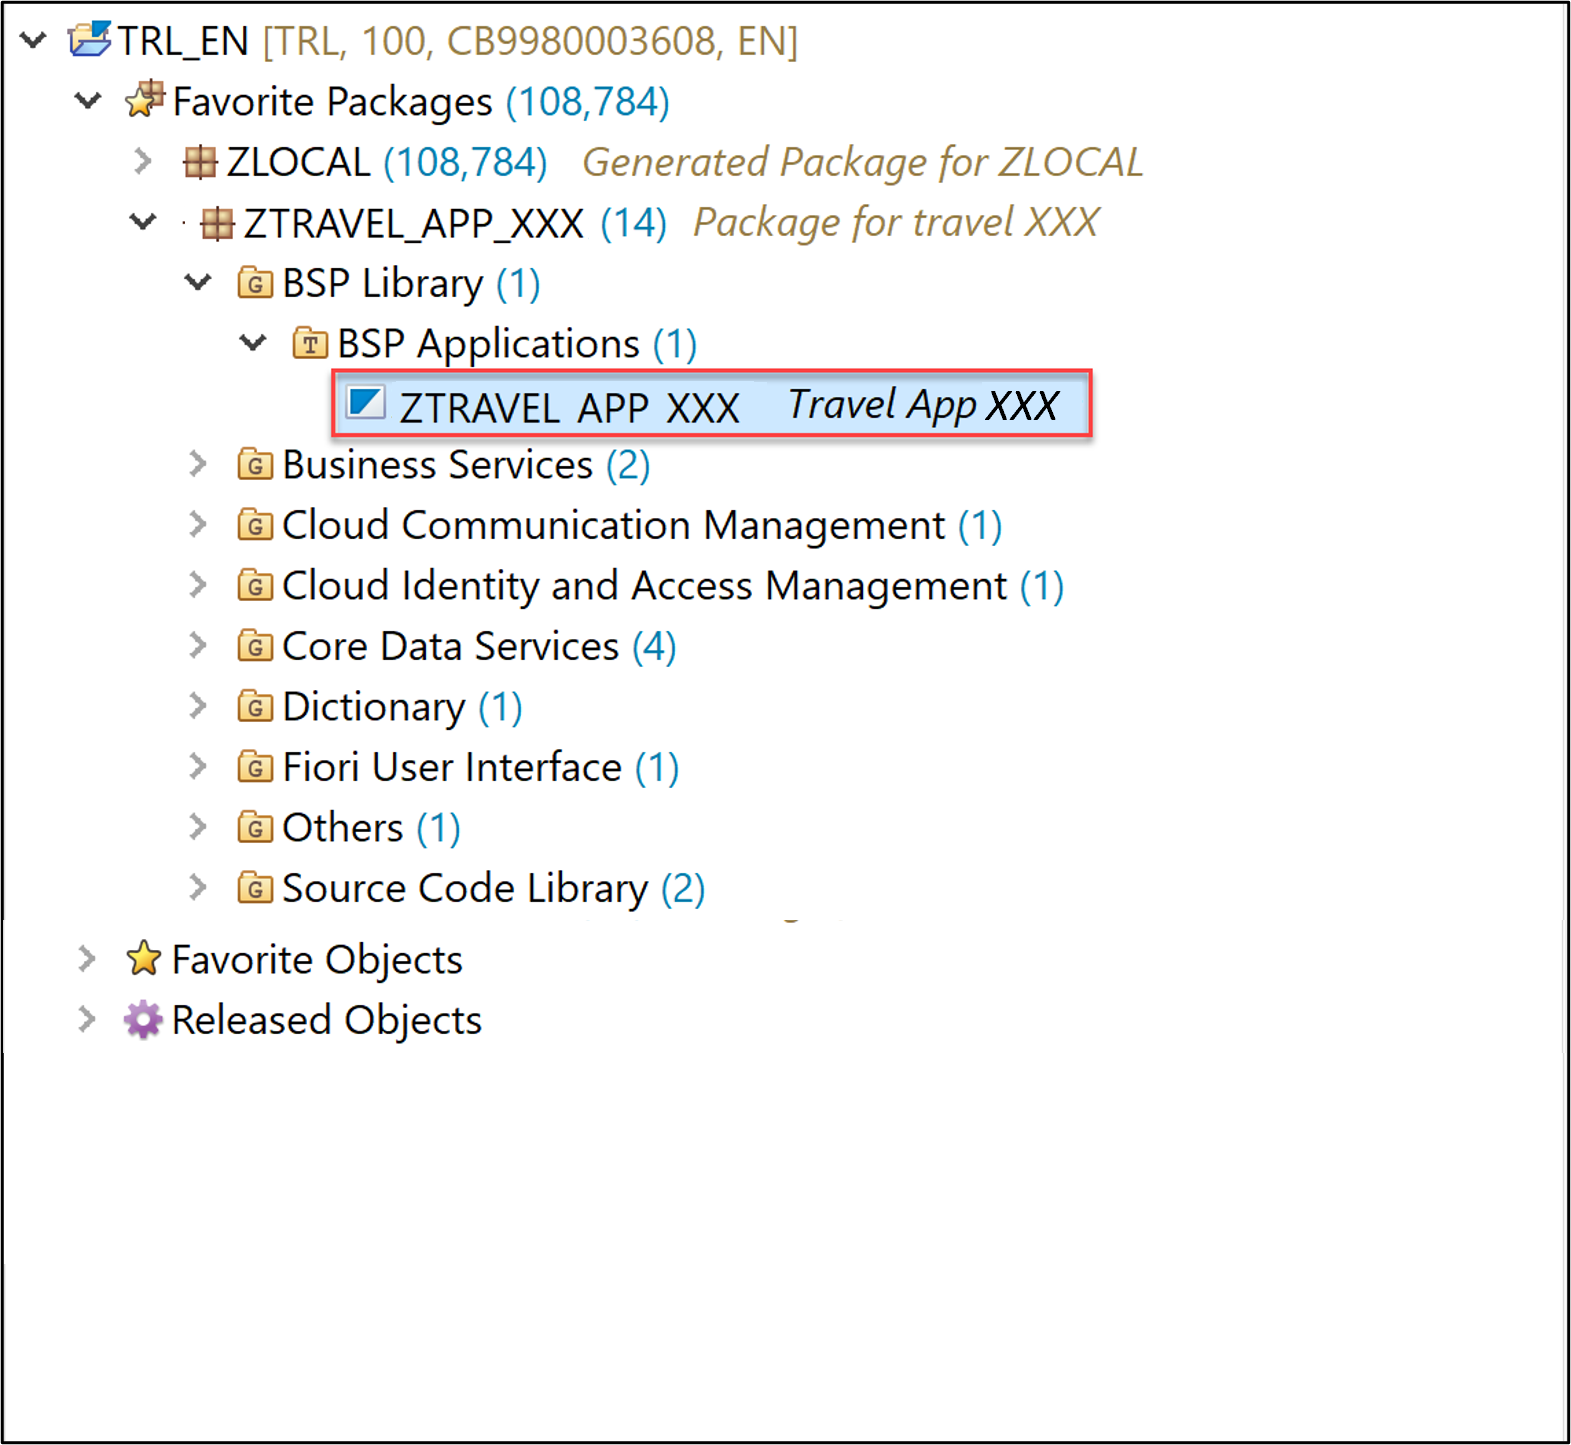 TRL_EN [TRL, 100, CB9980003608, EN]
Favorite Packages (108,784)
ZLOCAL (108,784) Generated Package for ZLOCAL
ZTRAVEL_APP_XXX (14) Package for travel XXX
G BSP Library (1)
T BSP Applications (1)
ZTRAVEL APP XXX Travel App XXX
G Business Services (2)
G Cloud Communication Management (1)
G Cloud Identity and Access Management (1)
G Core Data Services (4)
G Dictionary (1)
G Fiori User Interface (1)
G Others (1)
G Source Code Library (2)
Favorite Objects
Released Objects